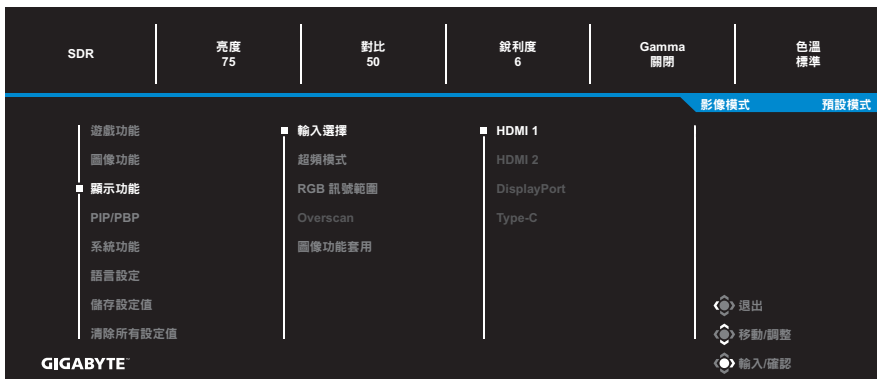 SDR
亮度
75
對比
50
銳利度
6
Gamma
關閉
色溫
標準
影像模式 預設模式
遊戲功能
圖像功能
顯示功能
PIP/PBP
系統功能
語言設定
儲存設定值
清除所有設定值
輸入選擇
超頻模式
RGB 訊號範圍
Overscan
圖像功能套用
HDMI 1
HDMI 2
DisplayPort
Type-C
退出
移動/調整
輸入/確認
GIGABYTE™